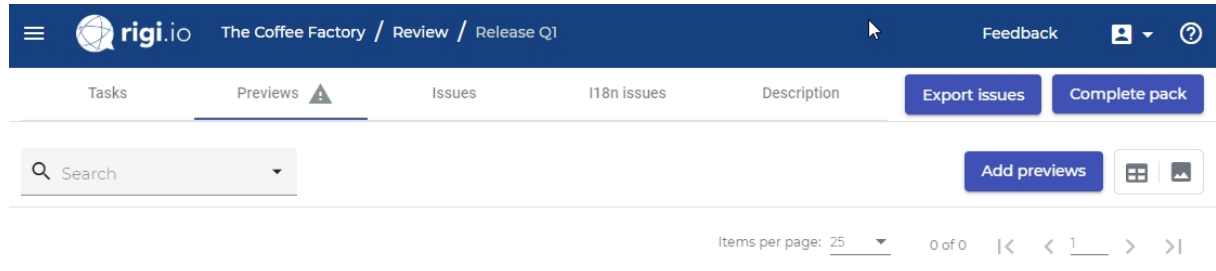 rigi.io The Coffee Factory / Review / Release Q1 Feedback
Tasks Previews Issues I18n issues Description Export issues Complete pack
Search Add previews
Items per page: 25 0 of 0 |< < 1 > >|